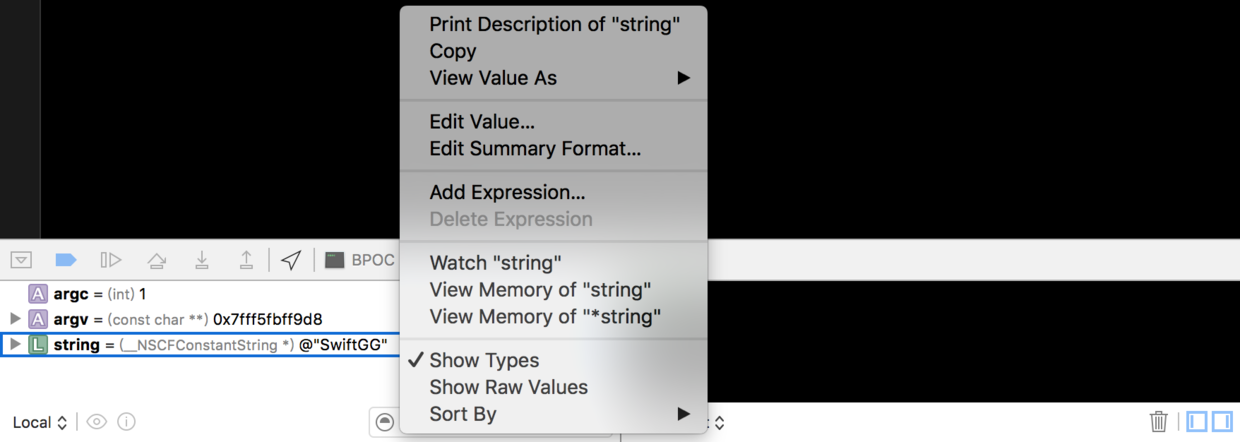 Print Description of "string"
Copy
View Value As
Edit Value...
Edit Summary Format...
Add Expression...
Delete Expression
Watch "string"
View Memory of "string"
View Memory of "*string"
Show Types
Show Raw Values
Sort By
BPOC
A argc = (int) 1
A argv = (const char **) 0x7fff5fbff9d8
L string = (__NSCFConstantString *) @"SwiftGG"
Local